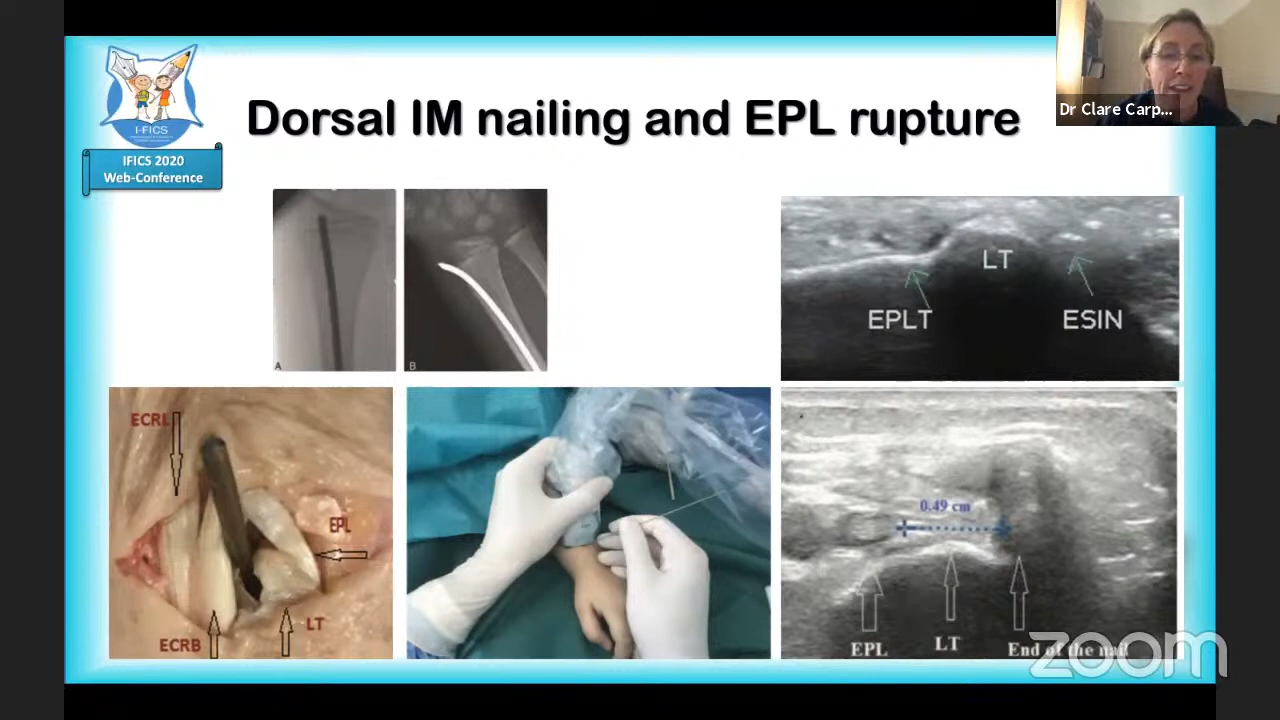 Dr Clare Carp...
I-FICS
IFICS 2020
Web-Conference
Dorsal IM nailing and EPL rupture
A
B
LT
EPLT
ESIN
ECRL
EPL
LT
ECRB
0.49 cm
EPL
LT
End of the nail
zoom